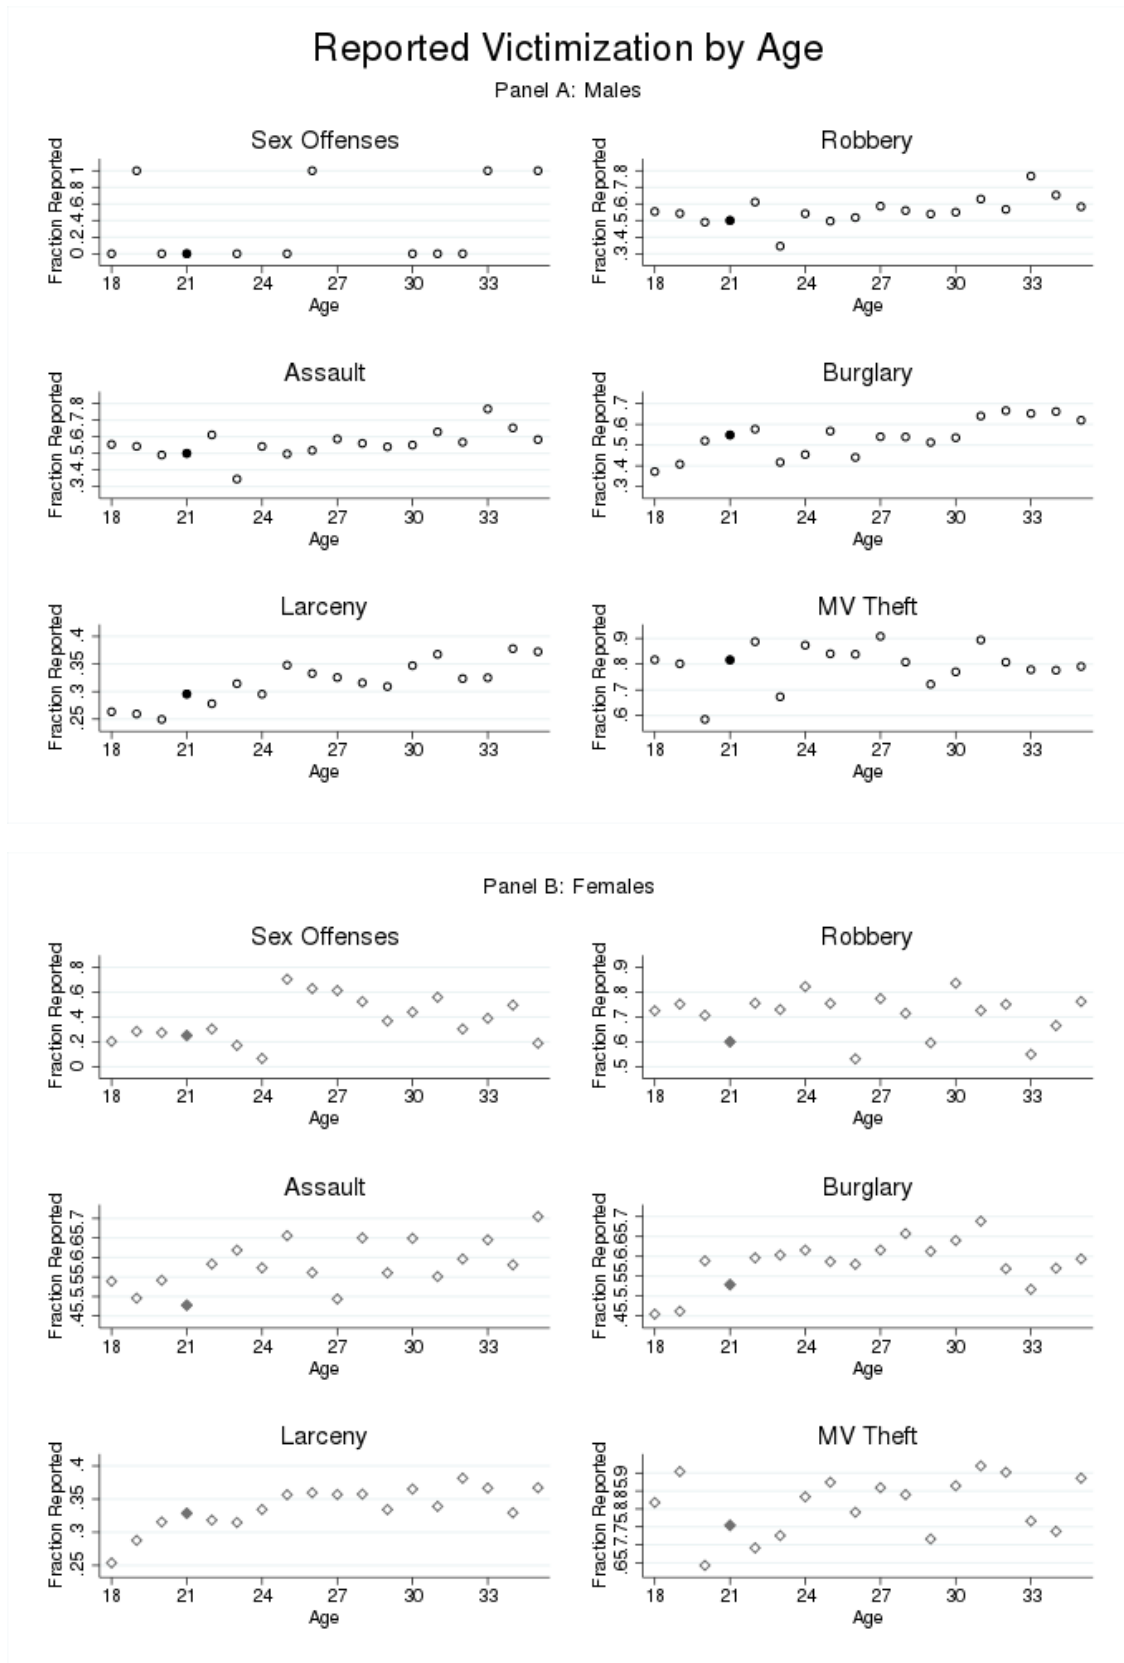 Reported Victimization by Age
Panel A: Males
Sex Offenses
Fraction Reported
0 .2 .4 .6 .8 1
18 21 24 27 30 33
Age
Robbery
Fraction Reported
.3 .4 .5 .6 .7 .8
18 21 24 27 30 33
Age
Assault
Fraction Reported
.3 .4 .5 .6 .7 .8
18 21 24 27 30 33
Age
Burglary
Fraction Reported
.3 .4 .5 .6 .7
18 21 24 27 30 33
Age
Larceny
Fraction Reported
.25 .3 .35 .4
18 21 24 27 30 33
Age
MV Theft
Fraction Reported
.6 .7 .8 .9
18 21 24 27 30 33
Age
Panel B: Females
Sex Offenses
Fraction Reported
0 .2 .4 .6 .8
18 21 24 27 30 33
Age
Robbery
Fraction Reported
.5 .6 .7 .8 .9
18 21 24 27 30 33
Age
Assault
Fraction Reported
.45 .5 .55 .6 .65 .7
18 21 24 27 30 33
Age
Burglary
Fraction Reported
.45 .5 .55 .6 .65 .7
18 21 24 27 30 33
Age
Larceny
Fraction Reported
.25 .3 .35 .4
18 21 24 27 30 33
Age
MV Theft
Fraction Reported
.65 .7 .75 .8 .85 .9
18 21 24 27 30 33
Age